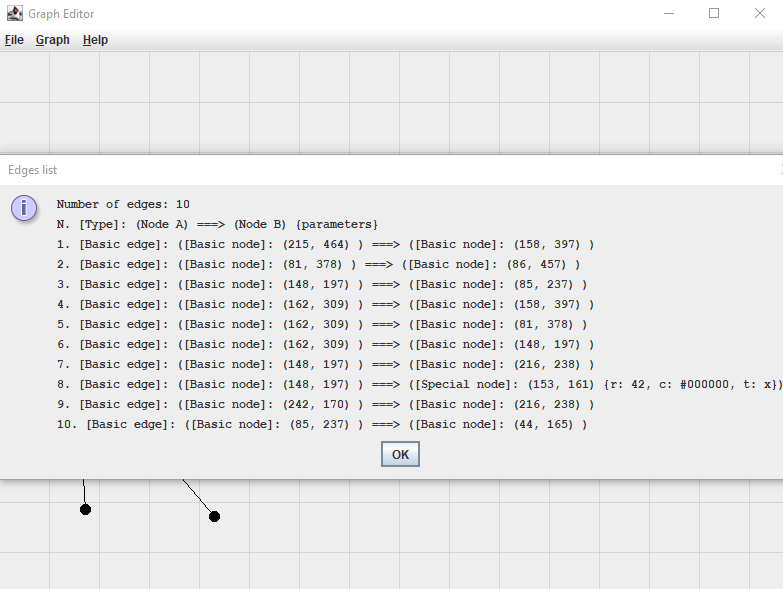 Graph Editor
File Graph Help
Edges list
Number of edges: 10
N. [Type]: (Node A) ===> (Node B) {parameters}
1. [Basic edge]: ([Basic node]: (215, 464) ) ===> ([Basic node]: (158, 397) )
2. [Basic edge]: ([Basic node]: (81, 378) ) ===> ([Basic node]: (86, 457) )
3. [Basic edge]: ([Basic node]: (148, 197) ) ===> ([Basic node]: (85, 237) )
4. [Basic edge]: ([Basic node]: (162, 309) ) ===> ([Basic node]: (158, 397) )
5. [Basic edge]: ([Basic node]: (162, 309) ) ===> ([Basic node]: (81, 378) )
6. [Basic edge]: ([Basic node]: (162, 309) ) ===> ([Basic node]: (148, 197) )
7. [Basic edge]: ([Basic node]: (148, 197) ) ===> ([Basic node]: (216, 238) )
8. [Basic edge]: ([Basic node]: (148, 197) ) ===> ([Special node]: (153, 161) {r: 42, c: #000000, t: x})
9. [Basic edge]: ([Basic node]: (242, 170) ) ===> ([Basic node]: (216, 238) )
10. [Basic edge]: ([Basic node]: (85, 237) ) ===> ([Basic node]: (44, 165) )
OK